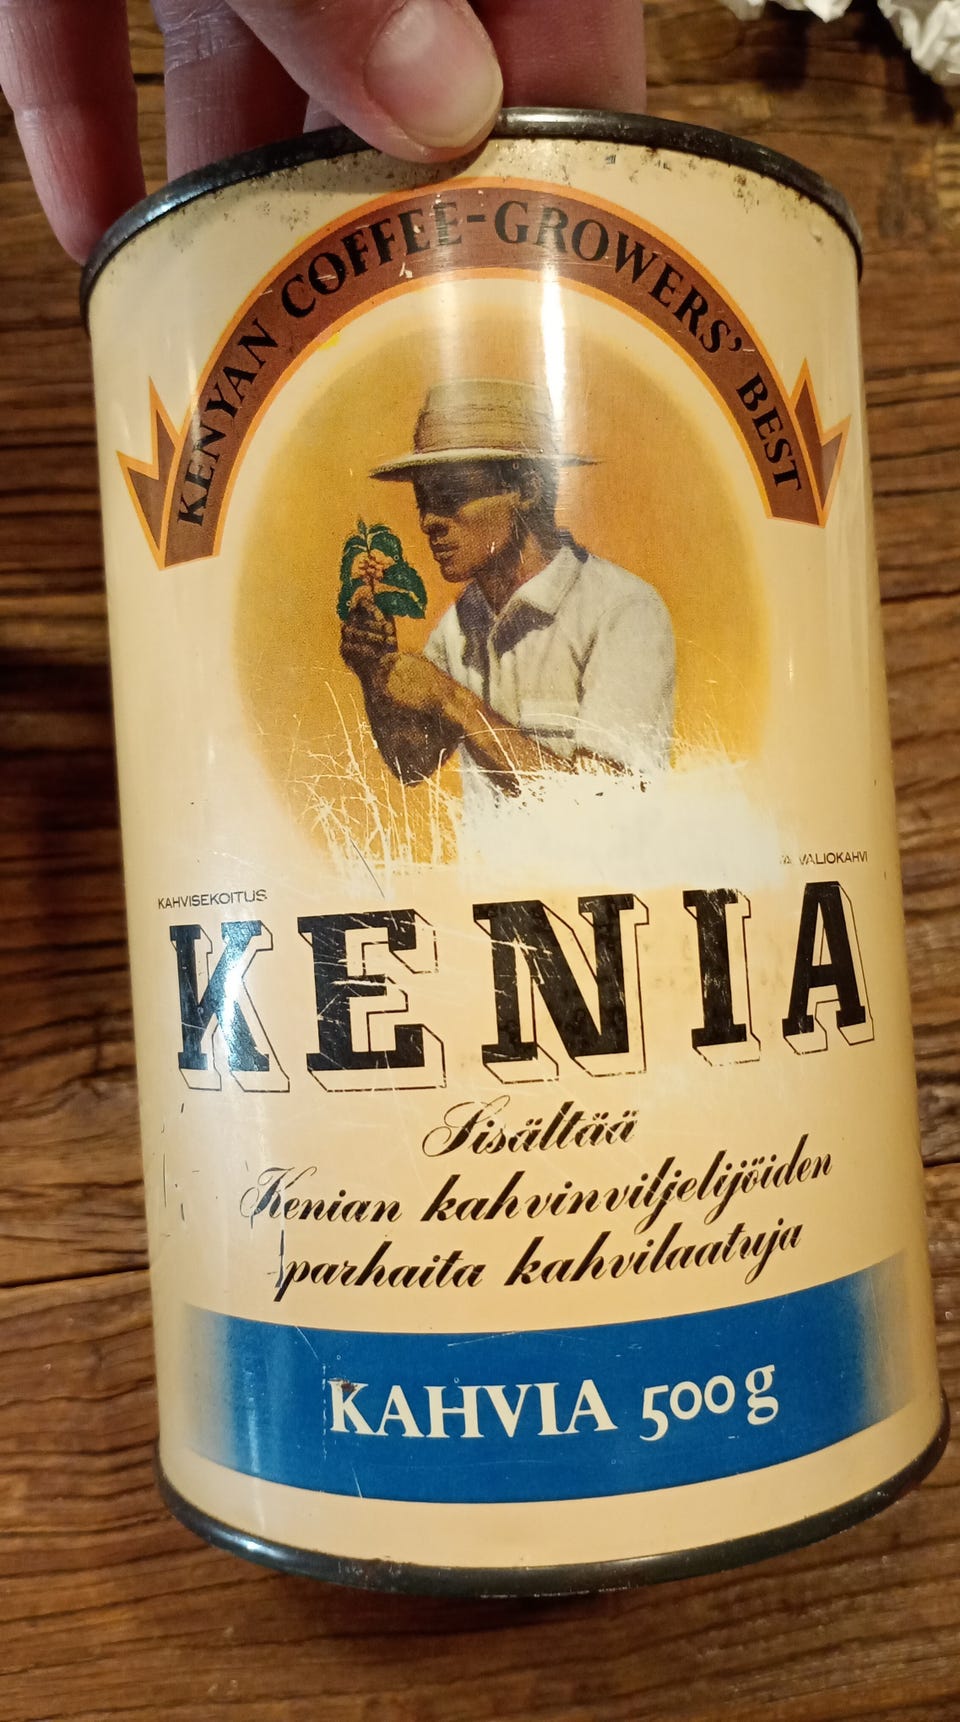 KENYAN COFFEE-GROWERS' BEST
KAHVISEKOITUS
VALIOKAHVI
KENIA
Sisältää
Kenian kahvinviljelijöiden
parhaita kahvilaatuja
KAHVIA 500 g